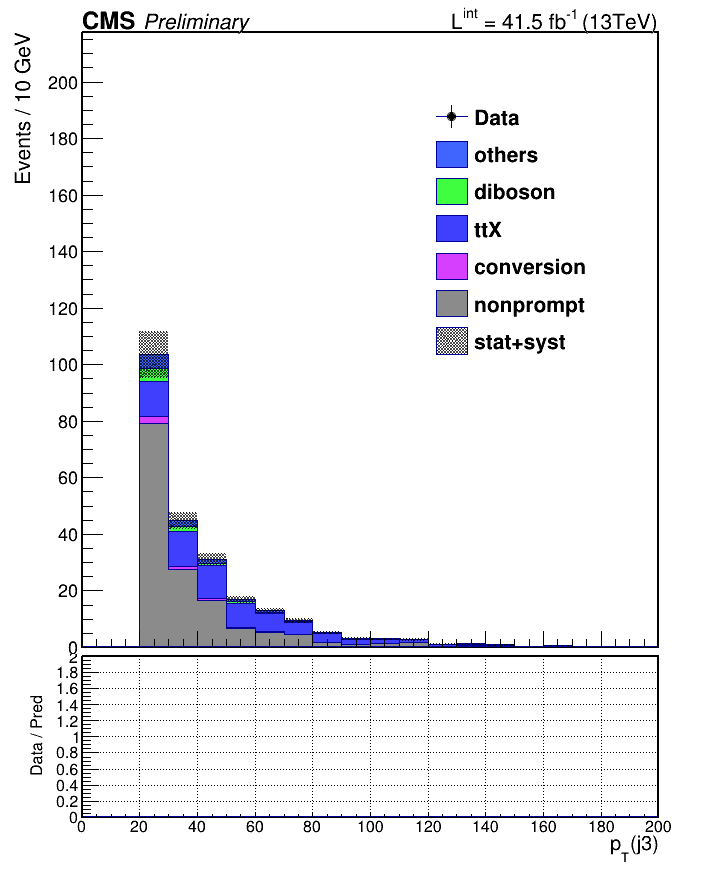 CMS Preliminary
L^int = 41.5 fb^-1 (13TeV)
Events / 10 GeV
200
180
160
140
120
100
80
60
40
20
0
Data
others
diboson
ttX
conversion
nonprompt
stat+syst
Data / Pred
2
1.8
1.6
1.4
1.2
1
0.8
0.6
0.4
0.2
0
0 20 40 60 80 100 120 140 160 180 200
p_T(j3)